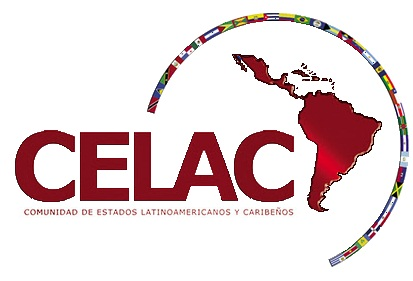 CELAC
COMUNIDAD DE ESTADOS LATINOAMERICANOS Y CARIBEÑOS